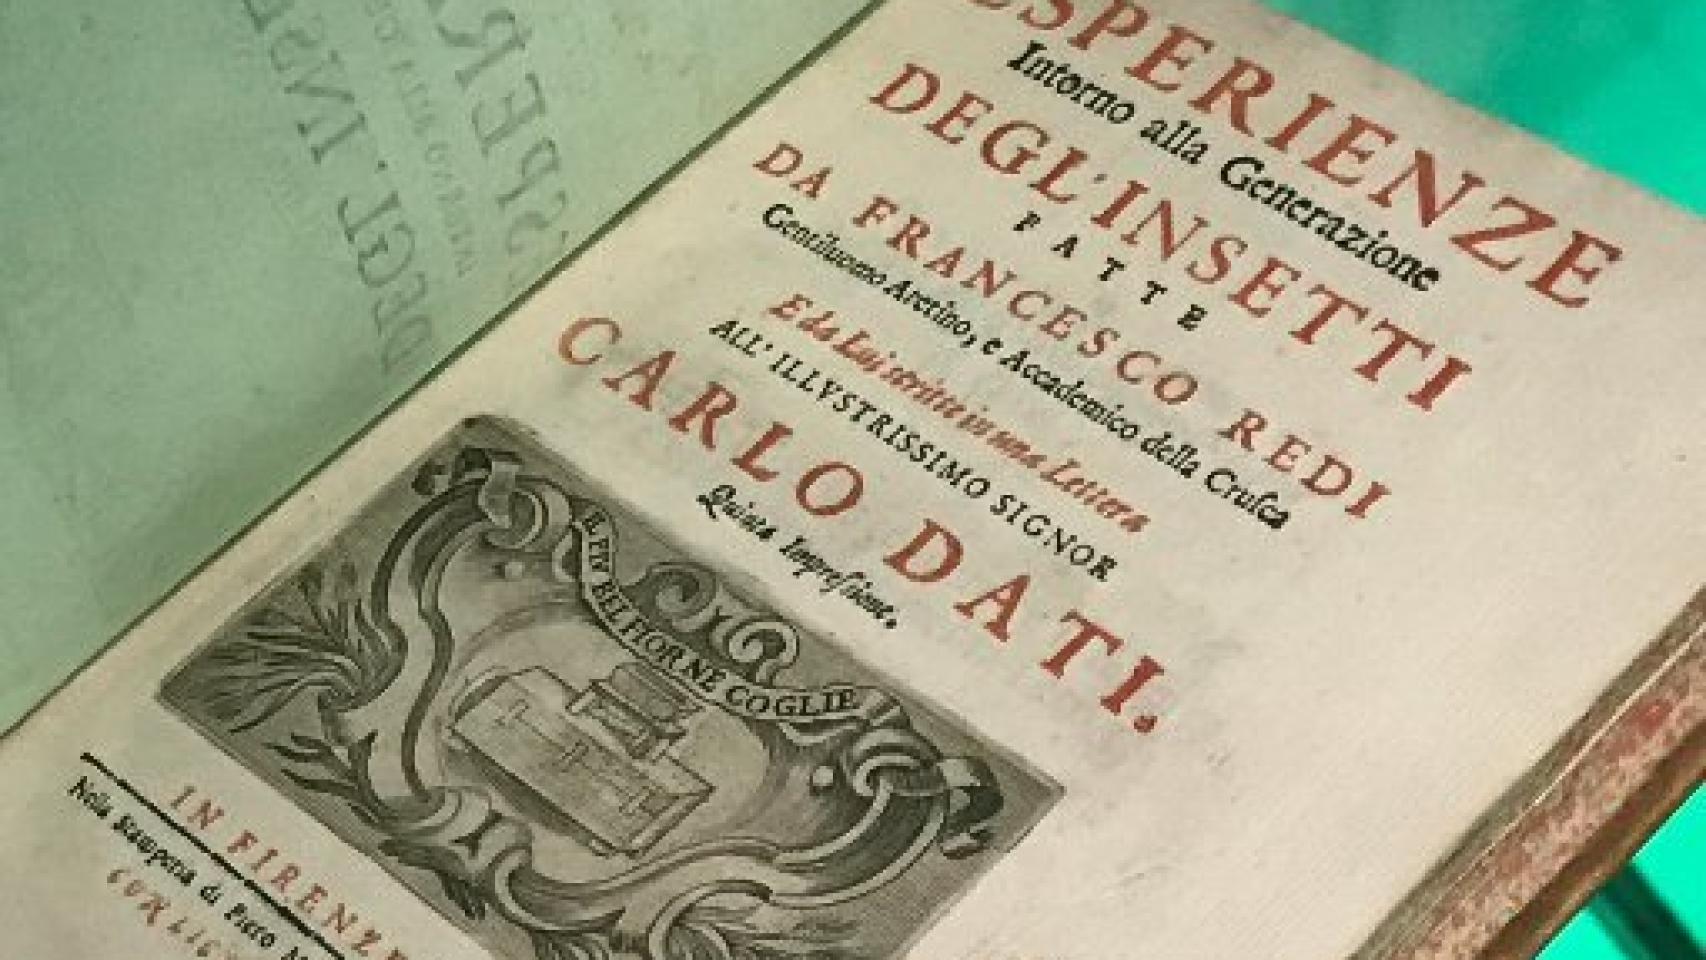 ESPERIENZE
Intorno alla Generazione
DEGL'INSETTI
FATTE
DA FRANCESCO REDI
Gentiluomo Aretino, e Accademico della Cruſca
E da Lui scritte in una Lettera
ALL' ILLVSTRISSIMO SIGNOR
CARLO DATI.
Quinta Impreſsione.
IL PIV BEL FIOR NE COGLIE
IN FIRENZE
Nella Stamperia di Piero